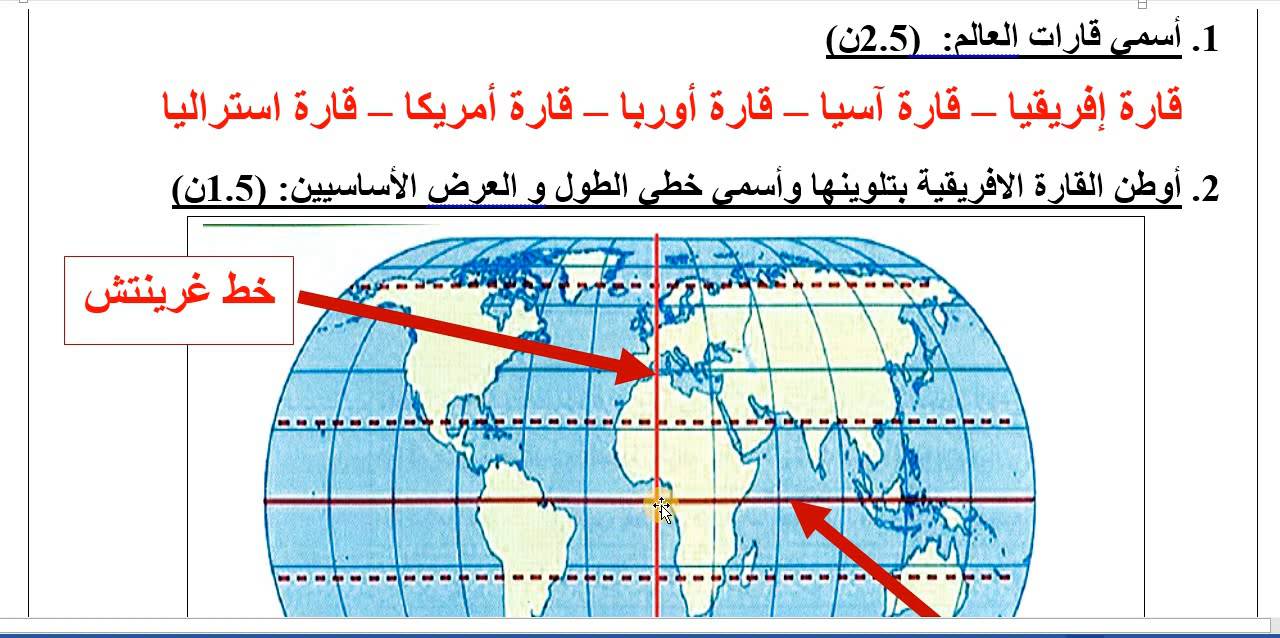 1. أسمي قارات العالم: (2.5ن)
قارة إفريقيا – قارة آسيا – قارة أوربا – قارة أمريكا – قارة استراليا
2. أوطن القارة الافريقية بتلوينها وأسمي خطي الطول و العرض الأساسيين: (1.5ن)
خط غرينتش